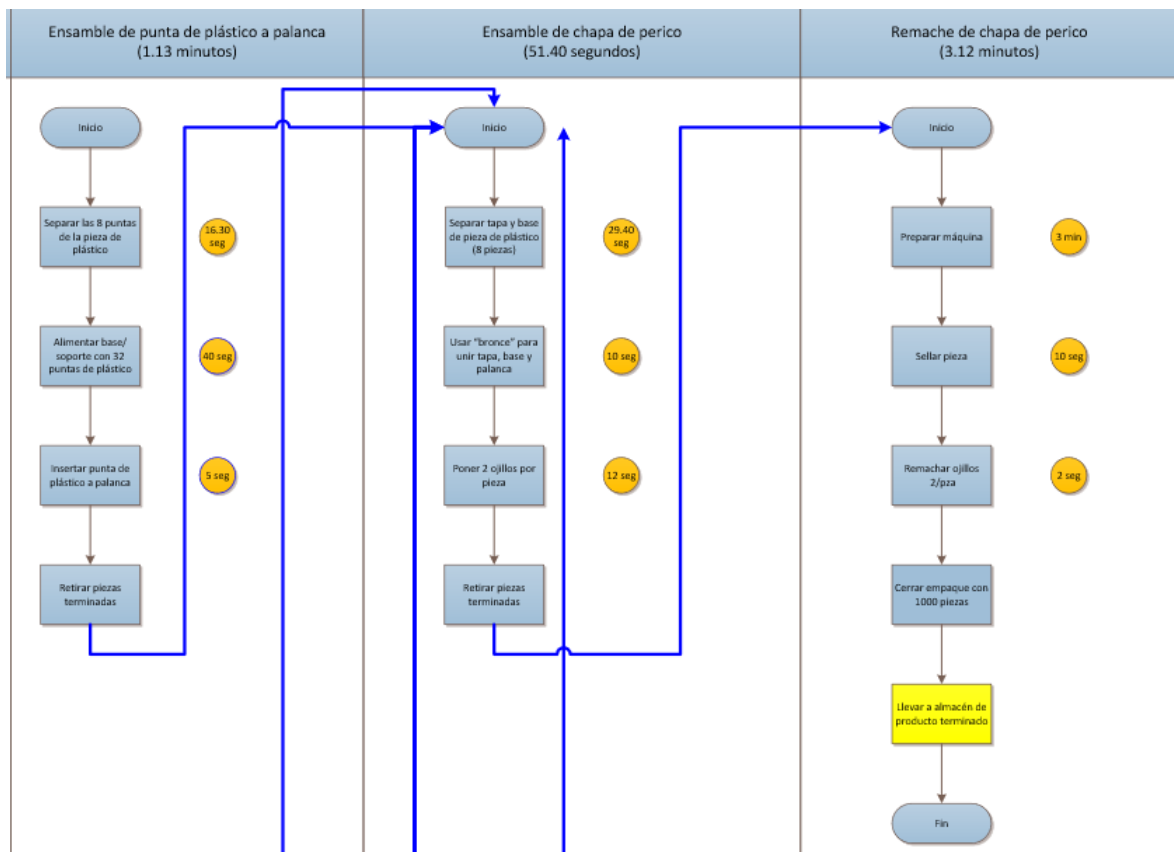 Ensamble de punta de plástico a palanca
(1.13 minutos)
Ensamble de chapa de perico
(51.40 segundos)
Remache de chapa de perico
(3.12 minutos)
Inicio
Separar las 8 puntas
de la pieza de
plástico
16.30
seg
Alimentar base/
soporte con 32
puntas de plástico
40 seg
Insertar punta de
plástico a palanca
5 seg
Retirar piezas
terminadas
Inicio
Separar tapa y base
de pieza de plástico
(8 piezas)
29.40
seg
Usar “bronce” para
unir tapa, base y
palanca
10 seg
Poner 2 ojillos por
pieza
12 seg
Retirar piezas
terminadas
Inicio
Preparar máquina
3 min
Sellar pieza
10 seg
Remachar ojillos
2/pza
2 seg
Cerrar empaque con
1000 piezas
Llevar a almacén de
producto terminado
Fin